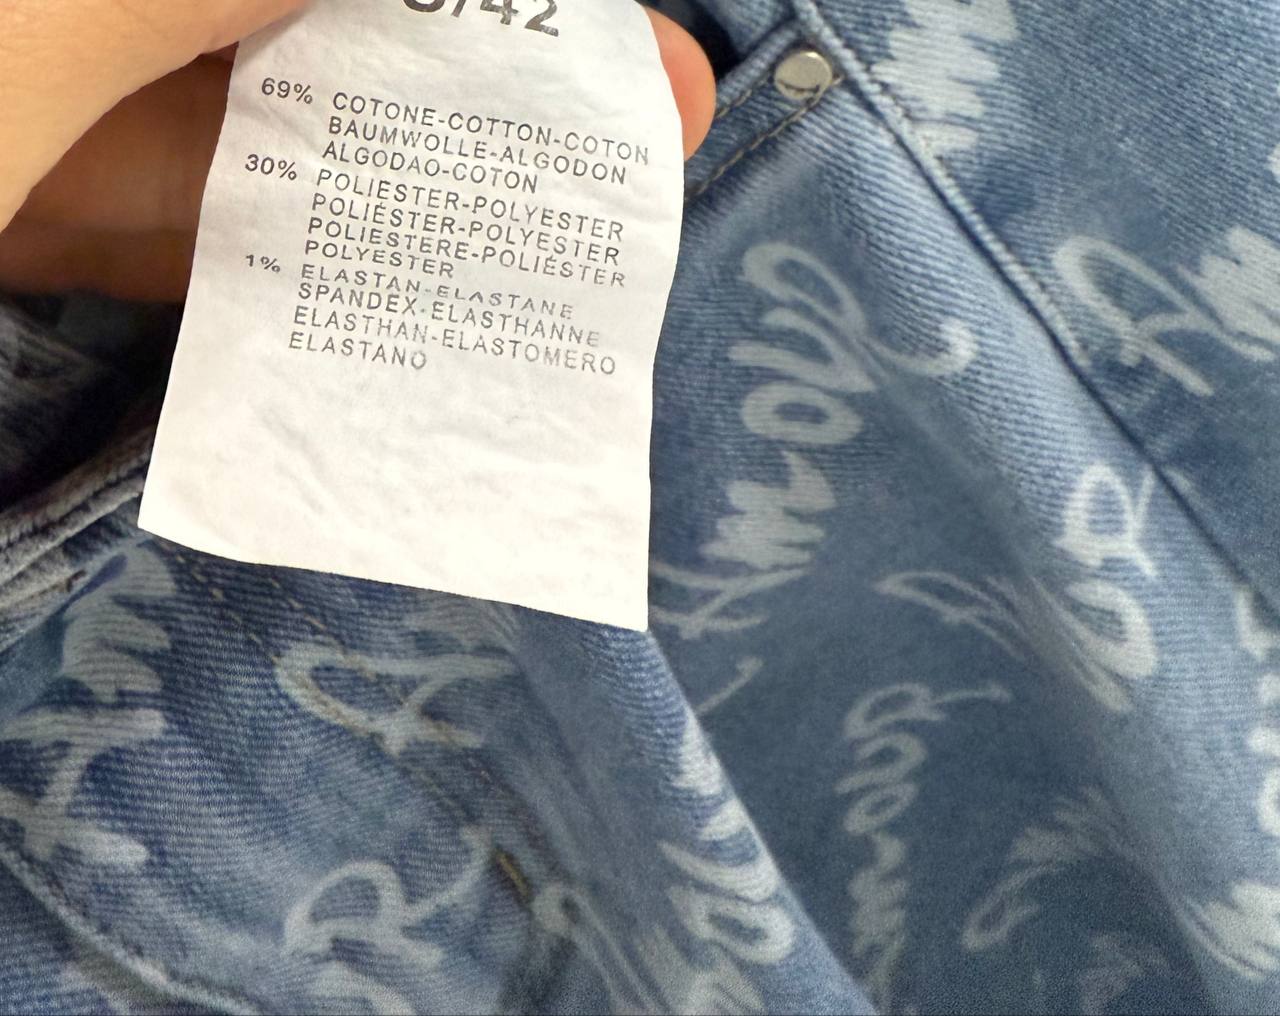 /42
69% COTONE-COTTON-COTON
BAUMWOLLE-ALGODON
ALGODAO-COTON
30% POLIESTER-POLYESTER
POLIÉSTER-POLYESTER
POLIESTERE-POLIÉSTER
POLYESTER
1% ELASTAN-ELASTANE
SPANDEX-ELASTHANNE
ELASTHAN-ELASTOMERO
ELASTANO